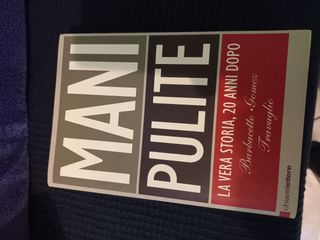 MANI
PULITE
LA VERA STORIA, 20 ANNI DOPO
Barbacetto Gomez
Travaglio
chiarelettere